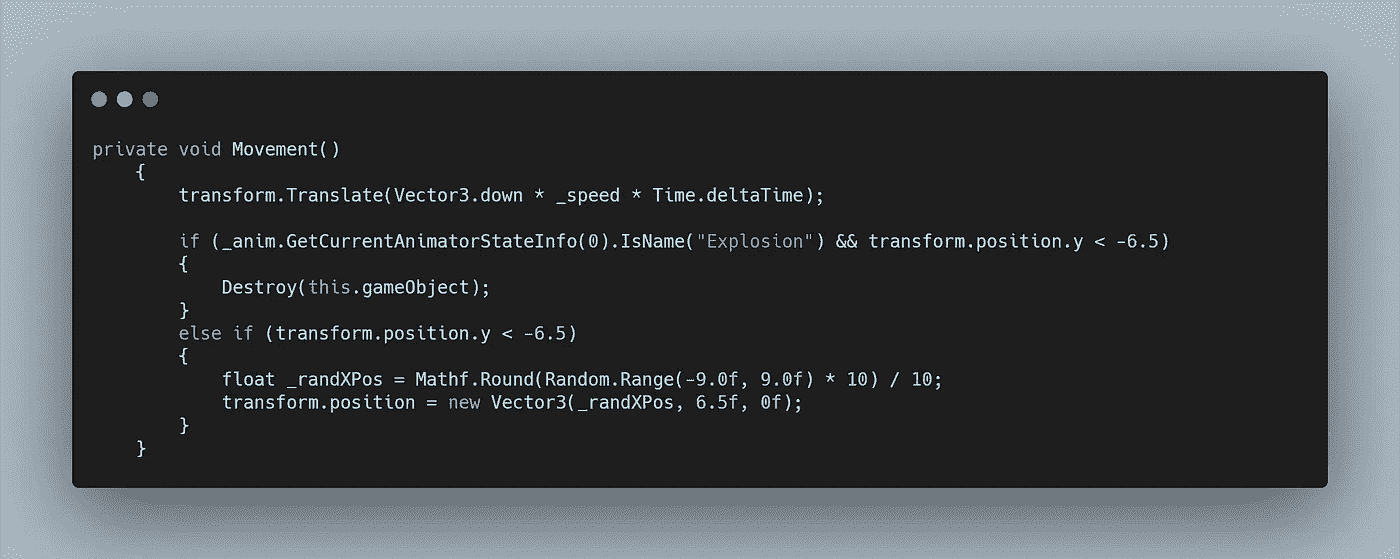 private void Movement()
    {
        transform.Translate(Vector3.down * _speed * Time.deltaTime);
        if (_anim.GetCurrentAnimatorStateInfo(0).IsName("Explosion") && transform.position.y < -6.5)
        {
            Destroy(this.gameObject);
        }
        else if (transform.position.y < -6.5)
        {
            float _randXPos = Mathf.Round(Random.Range(-9.0f, 9.0f) * 10) / 10;
            transform.position = new Vector3(_randXPos, 6.5f, 0f);
        }
    }